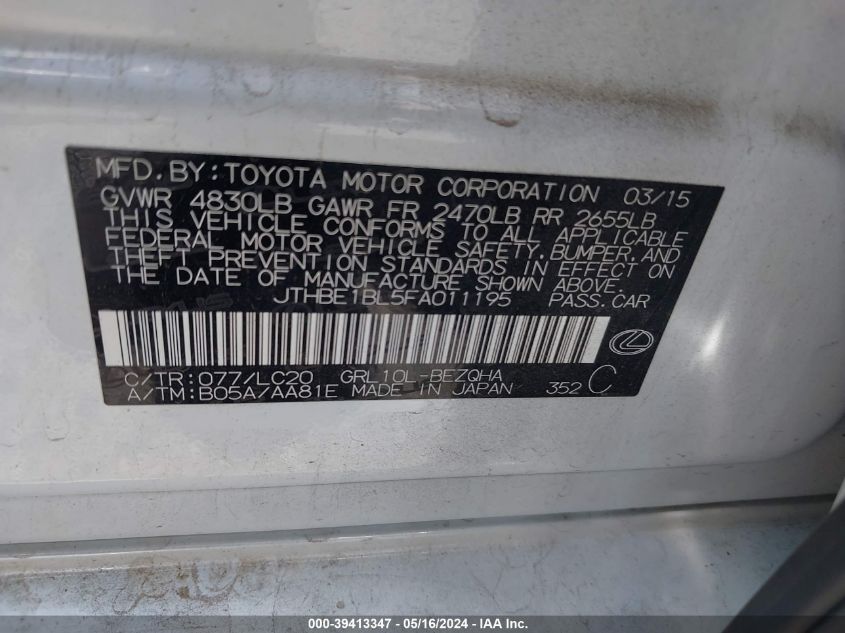 MFD.BY:TOYOTA MOTOR CORPORATION 03/15
GVWR 4830LB GAWR FR 2470LB RR 2655LB
THIS VEHICLE CONFORMS TO ALL APPLICABLE
FEDERAL MOTOR VEHICLE SAFETY,BUMPER,AND
THEFT PREVENTION STANDARDS IN EFFECT ON
THE DATE OF MANUFACTURE SHOWN ABOVE.
JTHBE1BL5FA011195 PASS.CAR
C/TR:077/LC20 GRL10L-BEZQHA
A/TM:B05A/AA81E MADE IN JAPAN 352 C
000-39413347 - 05/16/2024 - IAA Inc.